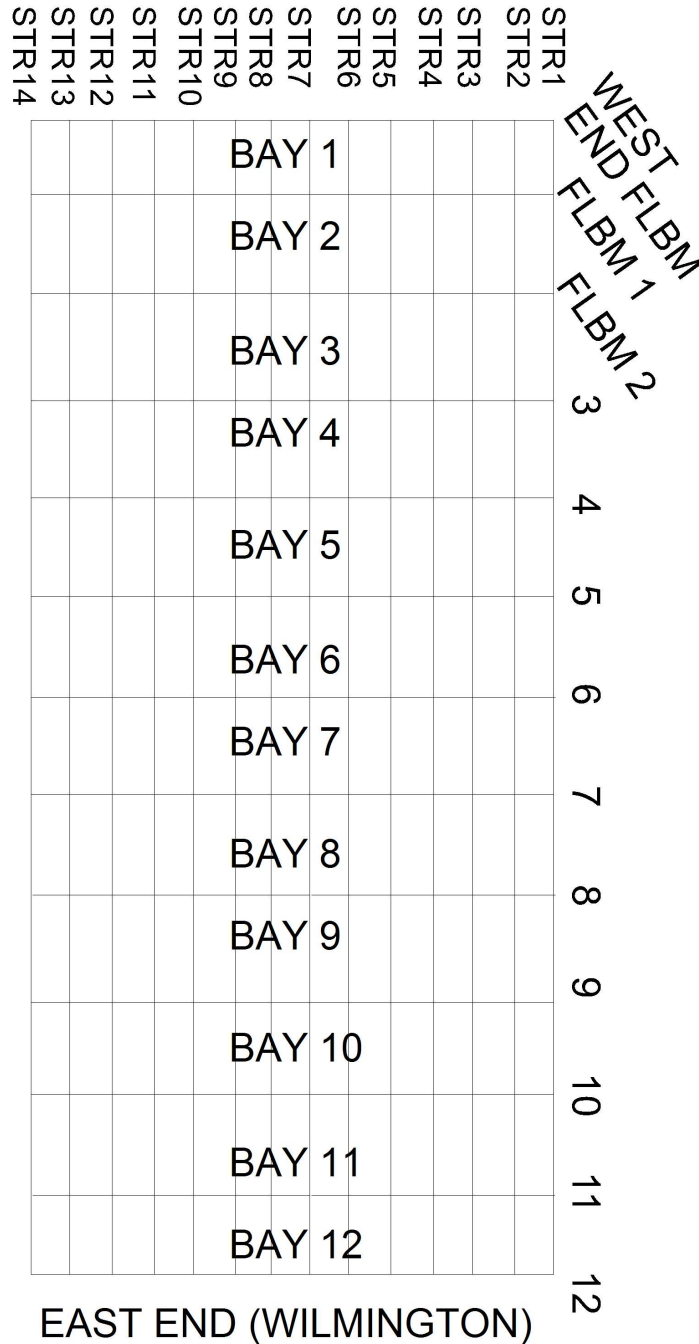 STR14
STR13
STR12
STR11
STR10
STR9
STR8
STR7
STR6
STR5
STR4
STR3
STR2
STR1
WEST
END FLBM
FLBM 1
FLBM 2
3
4
5
6
7
8
9
10
11
12
BAY 1
BAY 2
BAY 3
BAY 4
BAY 5
BAY 6
BAY 7
BAY 8
BAY 9
BAY 10
BAY 11
BAY 12
EAST END (WILMINGTON)